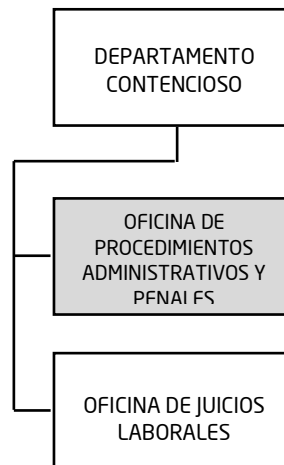 DEPARTAMENTO
CONTENCIOSO
OFICINA DE
PROCEDIMIENTOS
ADMINISTRATIVOS Y
PENALES
OFICINA DE JUICIOS
LABORALES